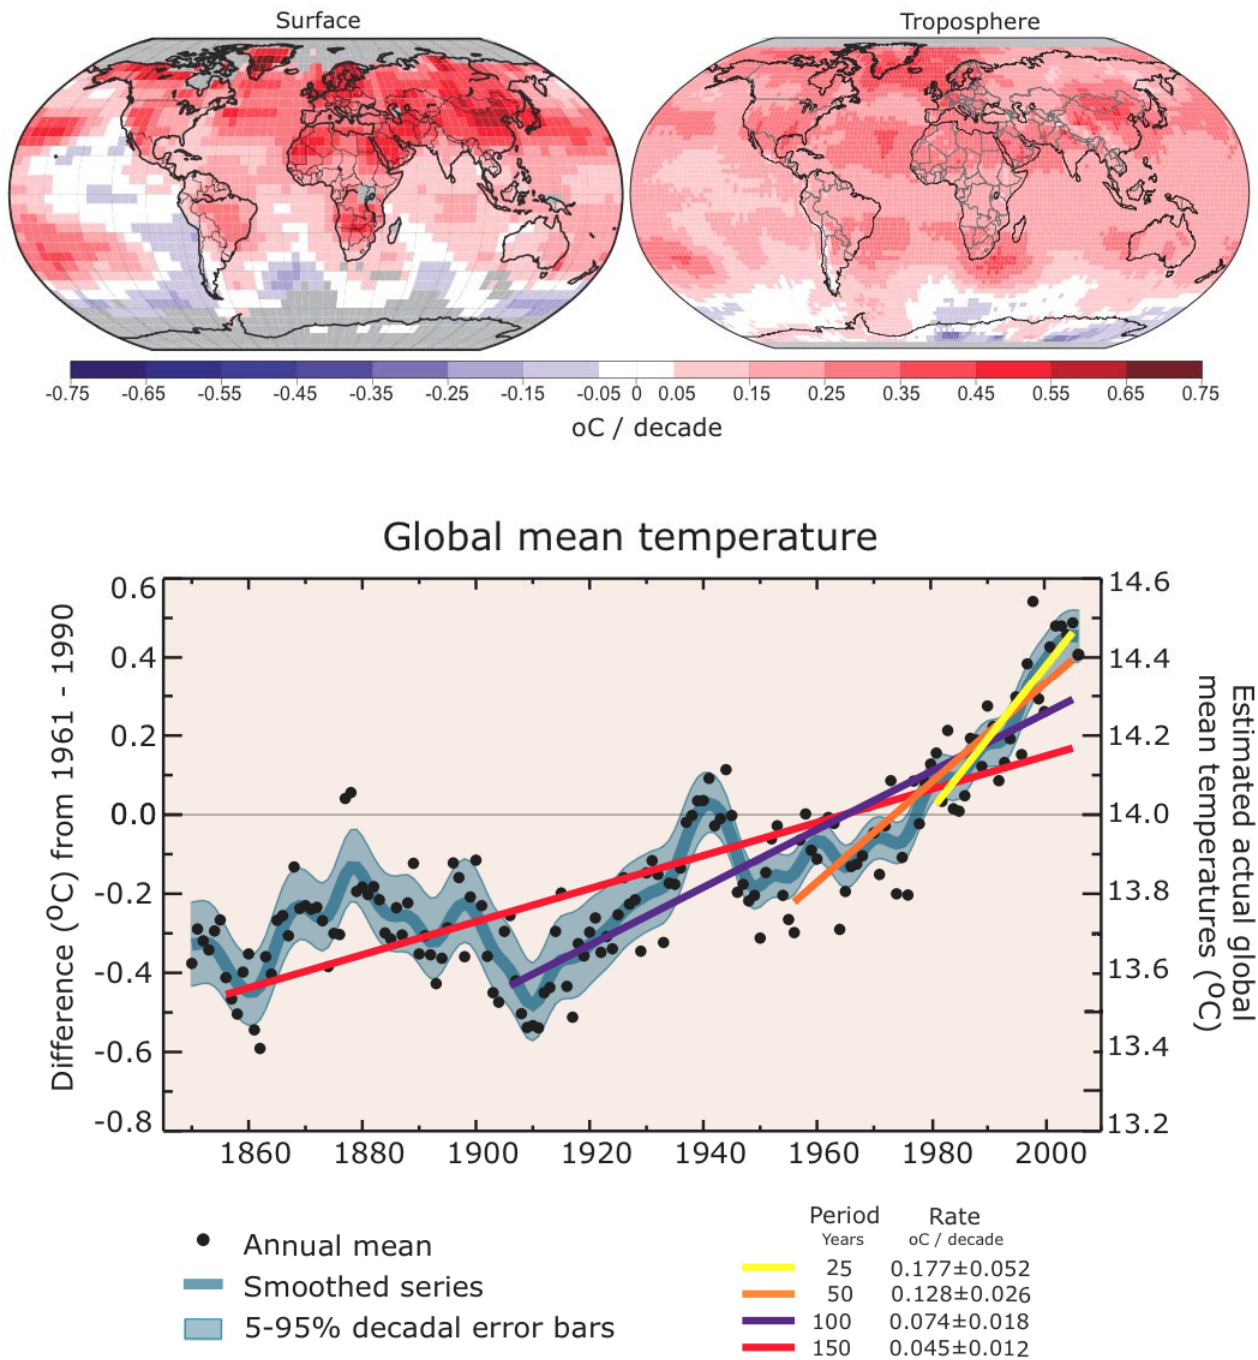 Surface
Troposphere
-0.75 -0.65 -0.55 -0.45 -0.35 -0.25 -0.15 -0.05 0 0.05 0.15 0.25 0.35 0.45 0.55 0.65 0.75
oC / decade
Global mean temperature
Difference (ºC) from 1961 - 1990
0.6
0.4
0.2
0.0
-0.2
-0.4
-0.6
-0.8
14.6
14.4
14.2
14.0
13.8
13.6
13.4
13.2
Estimated actual global
mean temperatures (ºC)
1860 1880 1900 1920 1940 1960 1980 2000
Annual mean
Smoothed series
5-95% decadal error bars
Period Rate
Years oC / decade
25 0.177±0.052
50 0.128±0.026
100 0.074±0.018
150 0.045±0.012